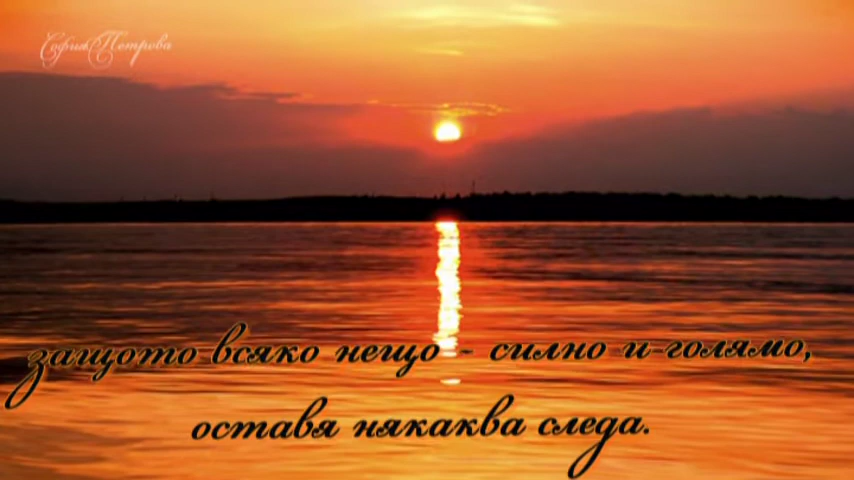 София Петрова
защото всяко нещо - силно и голямо,
оставя някаква следа.